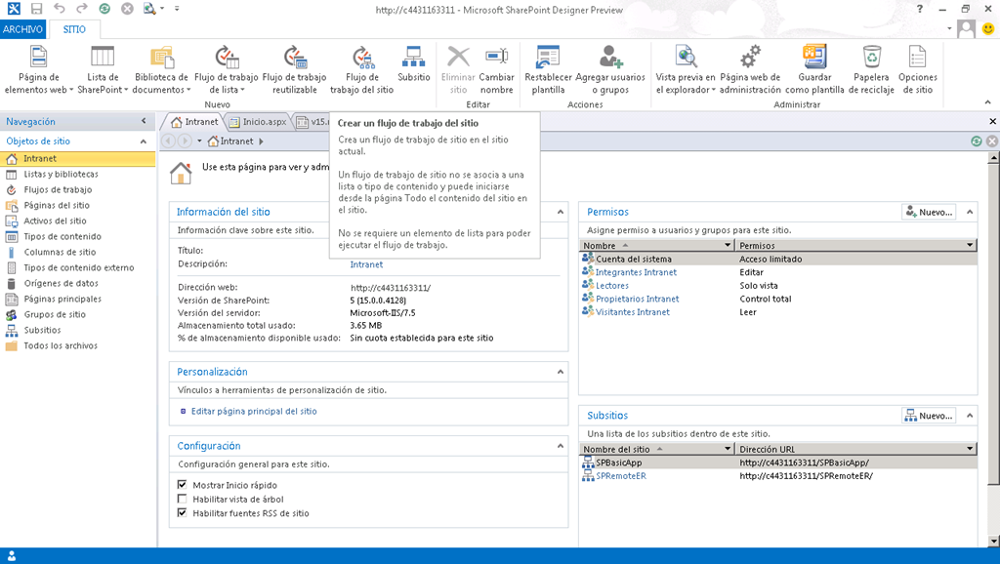 http://c4431163311 - Microsoft SharePoint Designer Preview
ARCHIVO
SITIO
Página de elementos web
Lista de SharePoint
Biblioteca de documentos
Flujo de trabajo de lista
Flujo de trabajo reutilizable
Flujo de trabajo del sitio
Subsitio
Eliminar sitio
Cambiar nombre
Restablecer plantilla
Agregar usuarios o grupos
Vista previa en el explorador
Página web de administración
Guardar como plantilla
Papelera de reciclaje
Opciones de sitio
Nuevo
Editar
Acciones
Administrar
Navegación
Objetos de sitio
Intranet
Listas y bibliotecas
Flujos de trabajo
Páginas del sitio
Activos del sitio
Tipos de contenido
Columnas de sitio
Tipos de contenido externo
Orígenes de datos
Páginas principales
Grupos de sitio
Subsitios
Todos los archivos
Intranet
Inicio.aspx
Intranet
Use esta página para ver y adm
Crear un flujo de trabajo del sitio
Crea un flujo de trabajo de sitio en el sitio
actual.
Un flujo de trabajo de sitio no se asocia a una
lista o tipo de contenido y puede iniciarse
desde la página Todo el contenido del sitio en
el sitio.
No se requiere un elemento de lista para poder
ejecutar el flujo de trabajo.
Información del sitio
Información clave sobre este sitio.
Título:
Descripción: Intranet
Dirección web: http://c4431163311/
Versión de SharePoint: 5 (15.0.0.4128)
Versión del servidor: Microsoft-IIS/7.5
Almacenamiento total usado: 3.65 MB
% de almacenamiento disponible usado: Sin cuota establecida para este sitio
Personalización
Vínculos a herramientas de personalización de sitio.
Editar página principal del sitio
Configuración
Configuración general para este sitio.
Mostrar Inicio rápido
Habilitar vista de árbol
Habilitar fuentes RSS de sitio
Permisos Nuevo...
Asigne permiso a usuarios y grupos para este sitio.
Nombre Permisos
Cuenta del sistema Acceso limitado
Integrantes Intranet Editar
Lectores Solo vista
Propietarios Intranet Control total
Visitantes Intranet Leer
Subsitios Nuevo...
Una lista de los subsitios dentro de este sitio.
Nombre del sitio Dirección URL
SPBasicApp http://c4431163311/SPBasicApp/
SPRemoteER http://c4431163311/SPRemoteER/